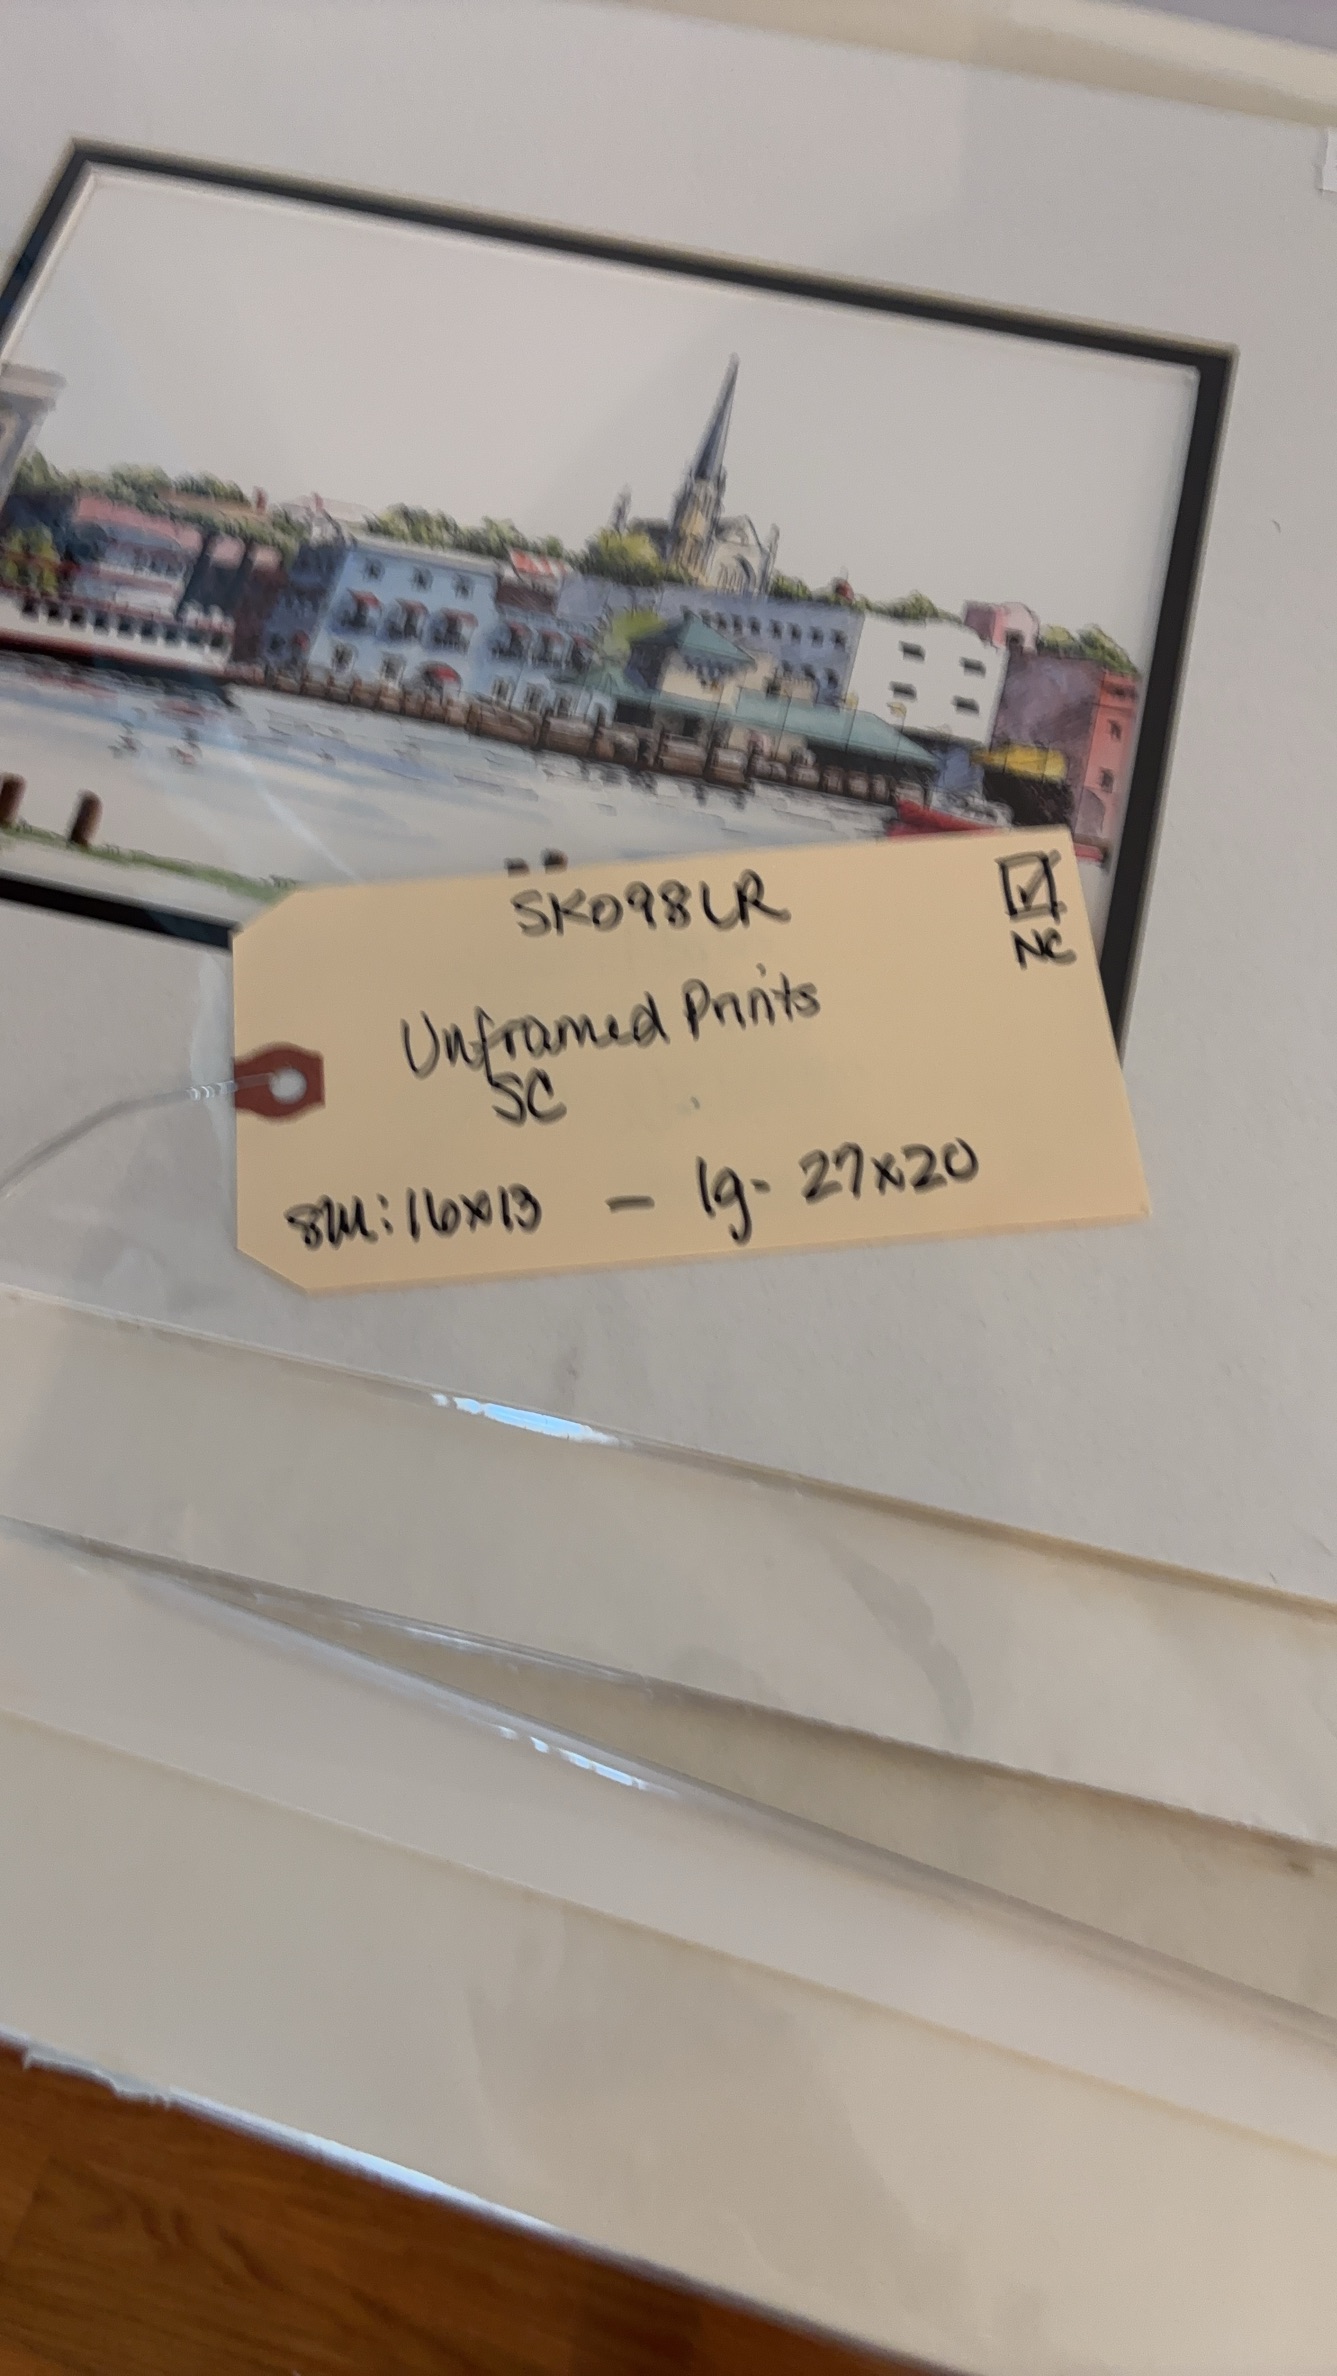 SK098LR
NC
Unframed Prints
SC
SM: 16x13 — lg- 27x20